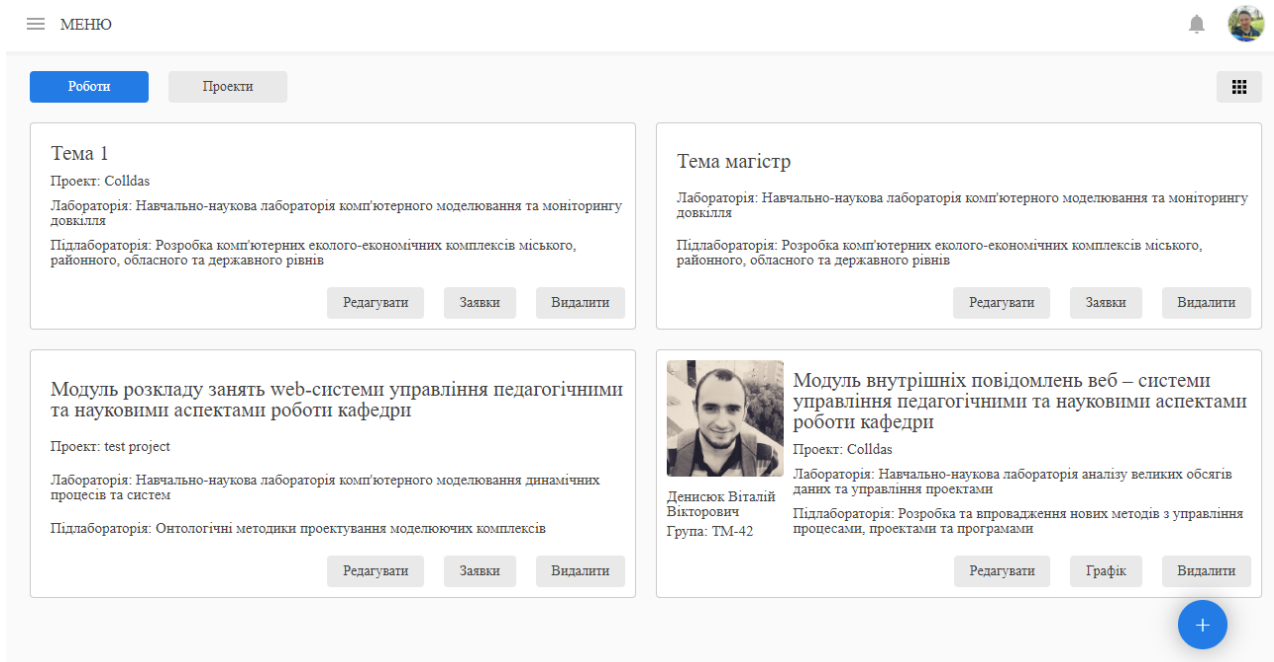 МЕНЮ
Роботи
Проекти
Тема 1
Проект: Colldas
Лабораторія: Навчально-наукова лабораторія комп'ютерного моделювання та моніторингу
довкілля
Підлабораторія: Розробка комп'ютерних еколого-економічних комплексів міського,
районного, обласного та державного рівнів
Редагувати
Заявки
Видалити
Тема магістр
Лабораторія: Навчально-наукова лабораторія комп'ютерного моделювання та моніторингу
довкілля
Підлабораторія: Розробка комп'ютерних еколого-економічних комплексів міського,
районного, обласного та державного рівнів
Редагувати
Заявки
Видалити
Модуль розкладу занять web-системи управління педагогічними
та науковими аспектами роботи кафедри
Проект: test project
Лабораторія: Навчально-наукова лабораторія комп'ютерного моделювання динамічних
процесів та систем
Підлабораторія: Онтологічні методики проектування моделюючих комплексів
Редагувати
Заявки
Видалити
Денисюк Віталій
Вікторович
Група: ТМ-42
Модуль внутрішніх повідомлень веб – системи
управління педагогічними та науковими аспектами
роботи кафедри
Проект: Colldas
Лабораторія: Навчально-наукова лабораторія аналізу великих обсягів
даних та управління проектами
Підлабораторія: Розробка та впровадження нових методів з управління
процесами, проектами та програмами
Редагувати
Графік
Видалити
+